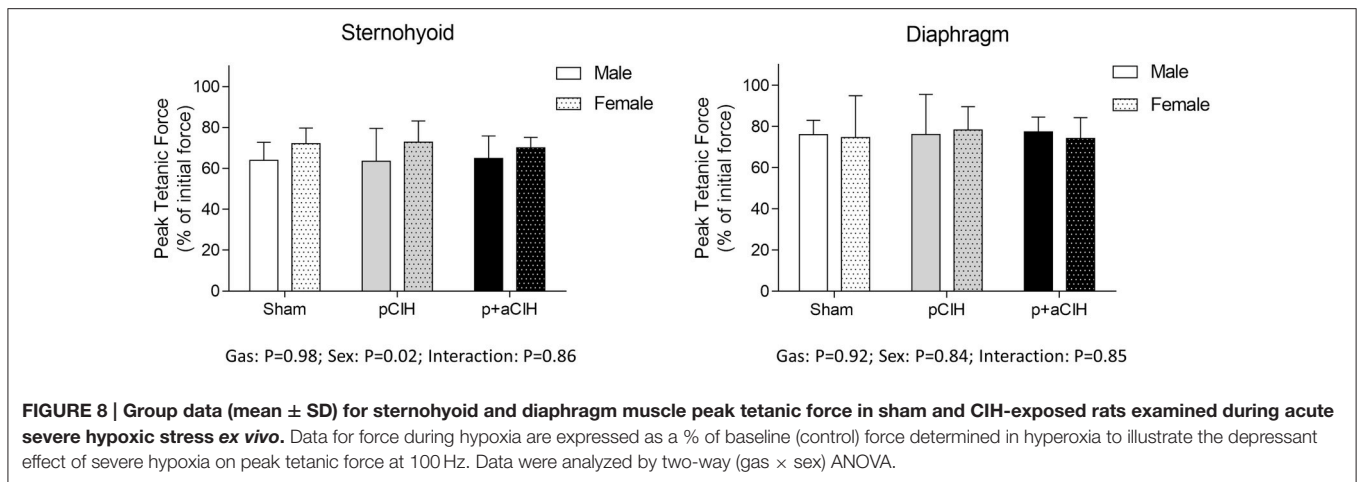 Sternohyoid
Peak Tetanic Force
(% of initial force)
100
80
60
40
20
0
Male
Female
Sham
pCIH
p+aCIH
Gas: P=0.98; Sex: P=0.02; Interaction: P=0.86
Diaphragm
Peak Tetanic Force
(% of initial force)
100
80
60
40
20
0
Male
Female
Sham
pCIH
p+aCIH
Gas: P=0.92; Sex: P=0.84; Interaction: P=0.85
FIGURE 8 | Group data (mean ± SD) for sternohyoid and diaphragm muscle peak tetanic force in sham and CIH-exposed rats examined during acute
severe hypoxic stress ex vivo. Data for force during hypoxia are expressed as a % of baseline (control) force determined in hyperoxia to illustrate the depressant
effect of severe hypoxia on peak tetanic force at 100 Hz. Data were analyzed by two-way (gas × sex) ANOVA.